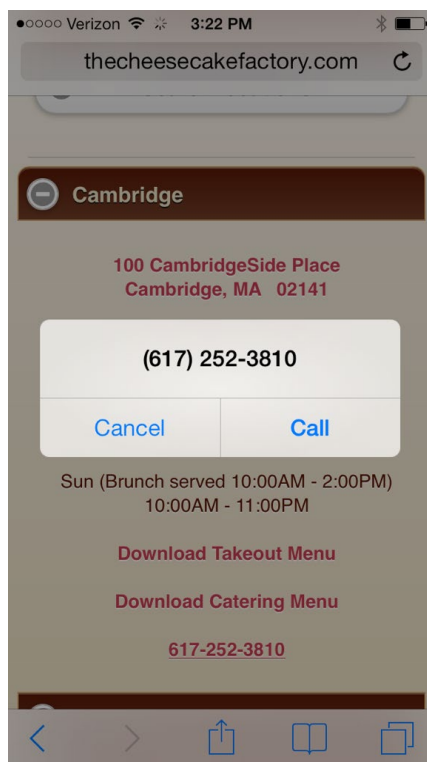 Verizon 3:22 PM
thecheesecakefactory.com
Cambridge
100 CambridgeSide Place
Cambridge, MA 02141
(617) 252-3810
Cancel Call
Sun (Brunch served 10:00AM - 2:00PM)
10:00AM - 11:00PM
Download Takeout Menu
Download Catering Menu
617-252-3810